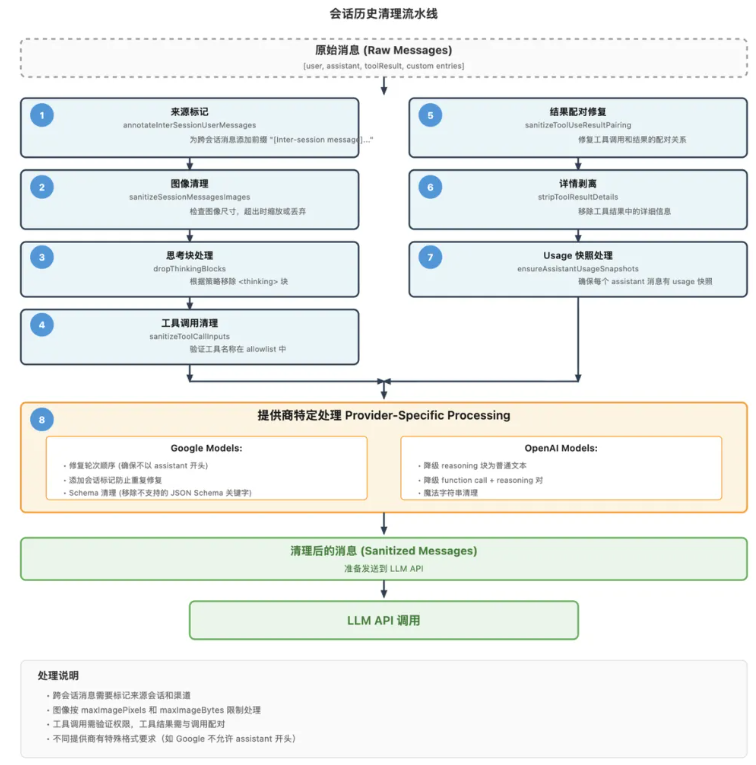 会话历史清理流水线
原始消息 (Raw Messages)
[user, assistant, toolResult, custom entries]
1
来源标记
annotateInterSessionUserMessages
为跨会话消息添加前缀 "[Inter-session message]..."
2
图像清理
sanitizeSessionMessagesImages
检查图像尺寸，超出时缩放或丢弃
3
思考块处理
dropThinkingBlocks
根据策略移除 <thinking> 块
4
工具调用清理
sanitizeToolCallInputs
验证工具名称在 allowlist 中
5
结果配对修复
sanitizeToolUseResultPairing
修复工具调用和结果的配对关系
6
详情剥离
stripToolResultDetails
移除工具结果中的详细信息
7
Usage 快照处理
ensureAssistantUsageSnapshots
确保每个 assistant 消息有 usage 快照
8
提供商特定处理 Provider-Specific Processing
Google Models:
• 修复轮次顺序 (确保不以 assistant 开头)
• 添加会话标记防止重复修复
• Schema 清理 (移除不支持的 JSON Schema 关键字)
OpenAI Models:
• 降级 reasoning 块为普通文本
• 降级 function call + reasoning 对
• 魔法字符串清理
清理后的消息 (Sanitized Messages)
准备发送到 LLM API
LLM API 调用
处理说明
• 跨会话消息需要标记来源会话和渠道
• 图像按 maxImagePixels 和 maxImageBytes 限制处理
• 工具调用需验证权限，工具结果需与调用配对
• 不同提供商有特殊格式要求（如 Google 不允许 assistant 开头）